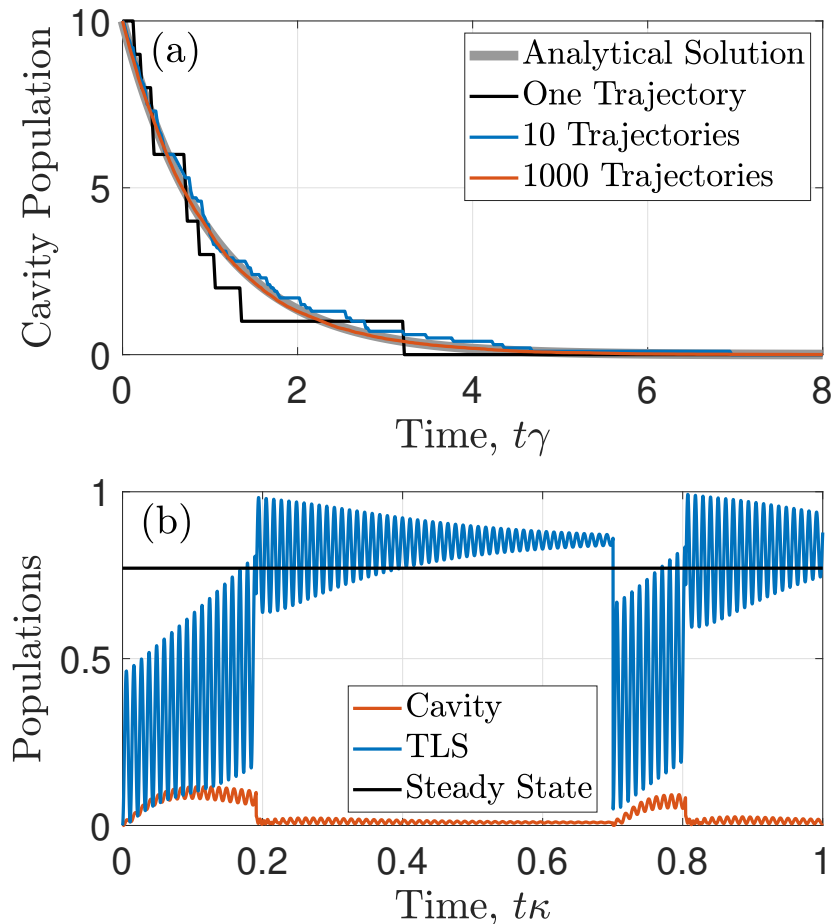 10
(a)
Analytical Solution
One Trajectory
10 Trajectories
1000 Trajectories
5
Cavity Population
0
0 2 4 6 8
Time, tγ
1
(b)
0.5
Populations
Cavity
TLS
Steady State
0
0 0.2 0.4 0.6 0.8 1
Time, tκ